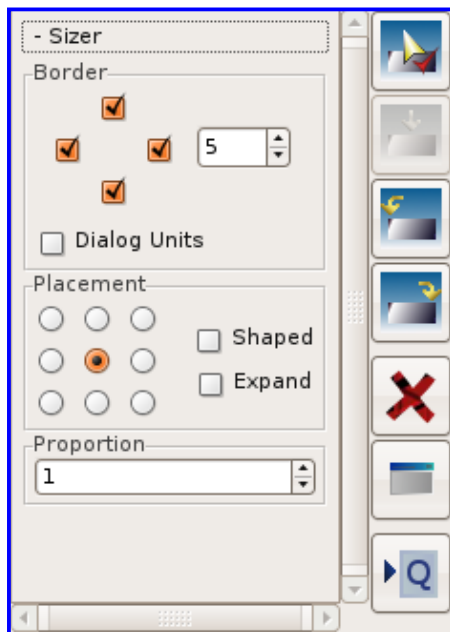 - Sizer
Border
5
Dialog Units
Placement
Shaped
Expand
Proportion
1
Q